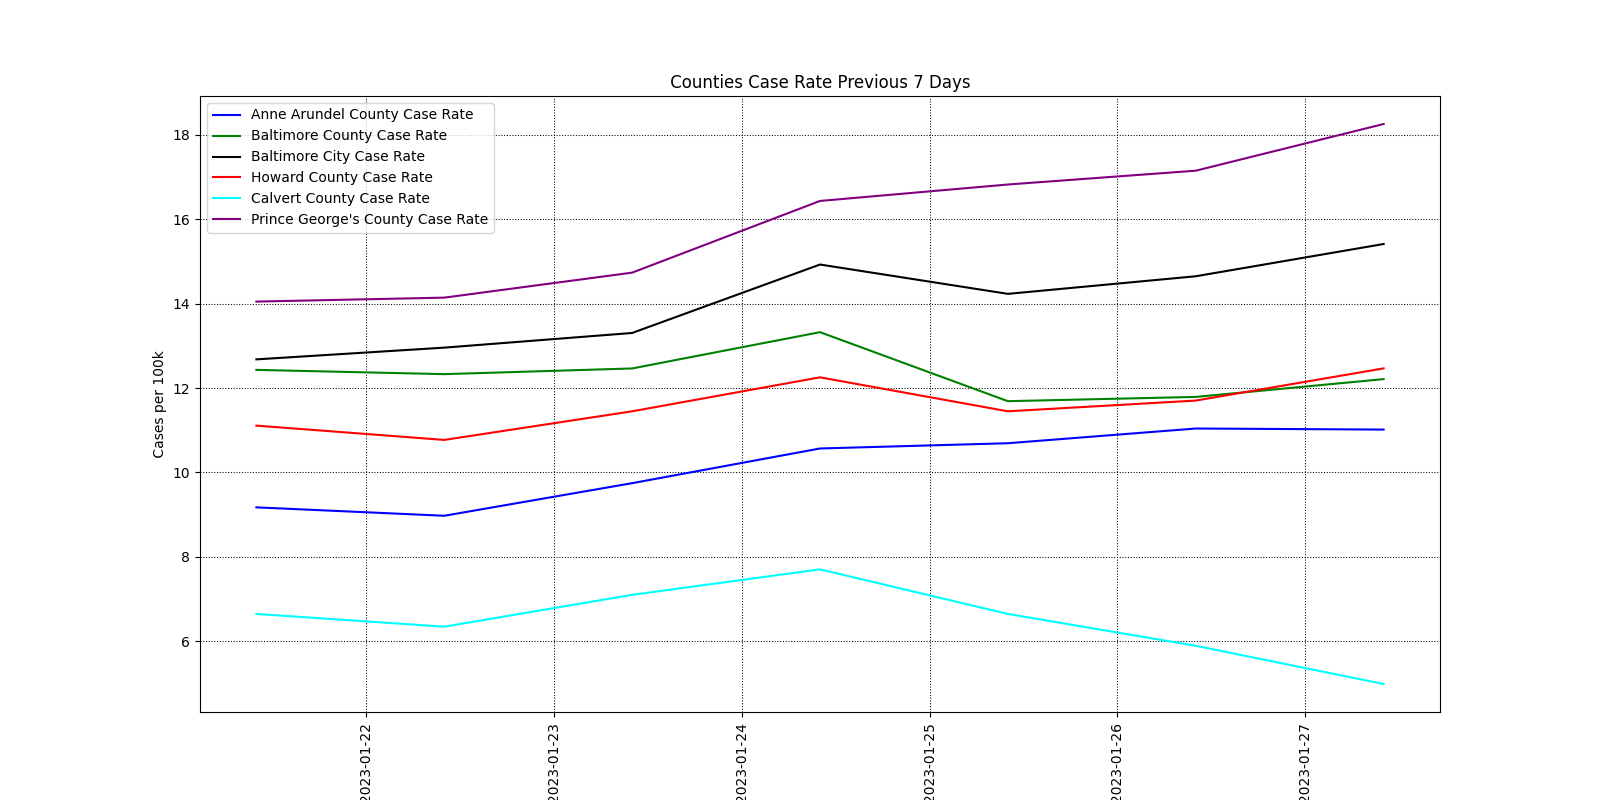 Counties Case Rate Previous 7 Days
Anne Arundel County Case Rate
Baltimore County Case Rate
Baltimore City Case Rate
Howard County Case Rate
Calvert County Case Rate
Prince George's County Case Rate
Cases per 100k
18
16
14
12
10
8
6
2023-01-22
2023-01-23
2023-01-24
2023-01-25
2023-01-26
2023-01-27